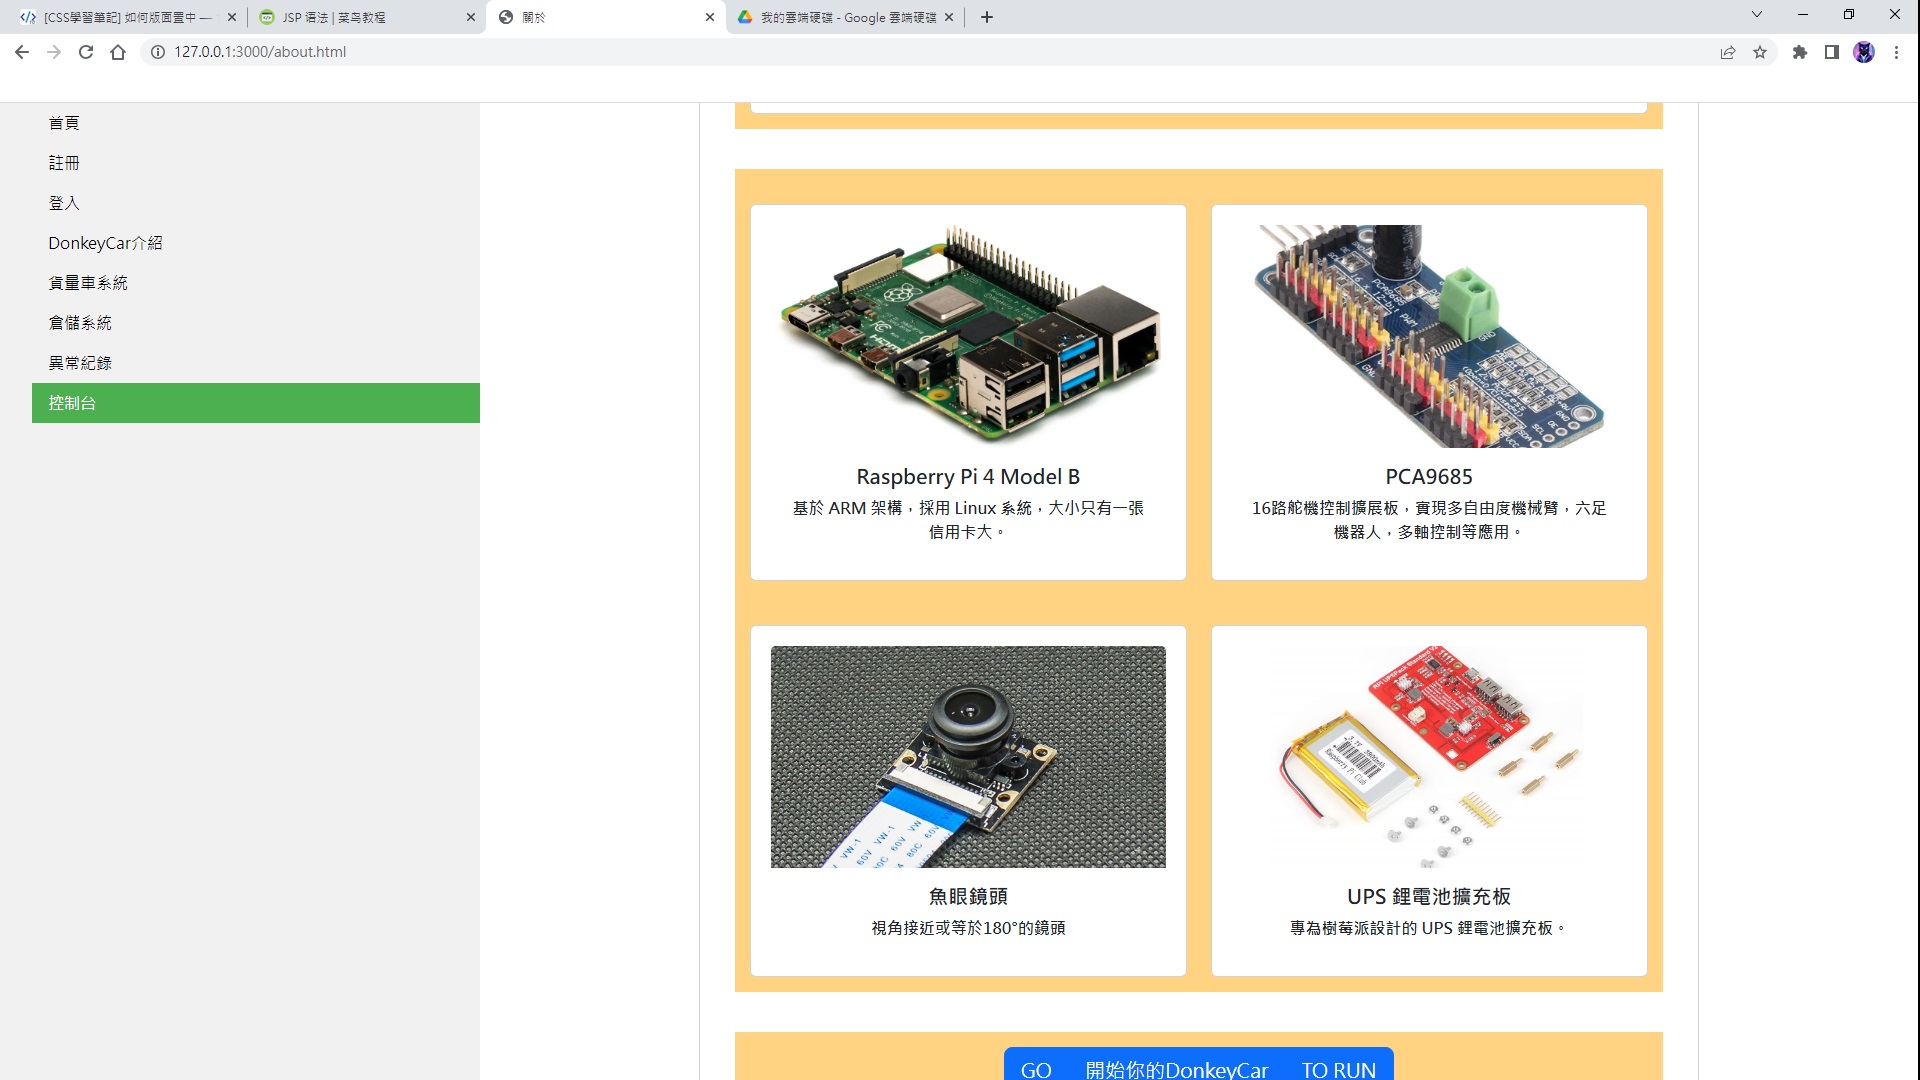 [CSS學習筆記] 如何版面置中 —
JSP 语法 | 菜鸟教程
關於
我的雲端硬碟 - Google 雲端硬碟
127.0.0.1:3000/about.html
首頁
註冊
登入
DonkeyCar介紹
貨量車系統
倉儲系統
異常紀錄
控制台
PCA9685
16 x 12-bit PWM
Raspberry Pi 4 Model B
基於 ARM 架構，採用 Linux 系統，大小只有一張
信用卡大。
PCA9685
16路舵機控制擴展板，實現多自由度機械臂，六足
機器人，多軸控制等應用。
魚眼鏡頭
視角接近或等於180°的鏡頭
UPS 鋰電池擴充板
專為樹莓派設計的 UPS 鋰電池擴充板。
GO 開始你的DonkeyCar TO RUN